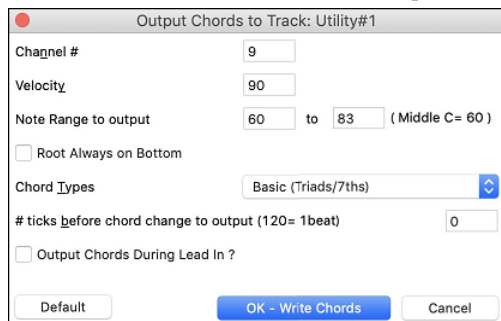 Output Chords to Track: Utility#1
Channel # 9
Velocity 90
Note Range to output 60 to 83 ( Middle C= 60 )
Root Always on Bottom
Chord Types Basic (Triads/7ths)
# ticks before chord change to output (120= 1beat) 0
Output Chords During Lead In ?
Default OK - Write Chords Cancel